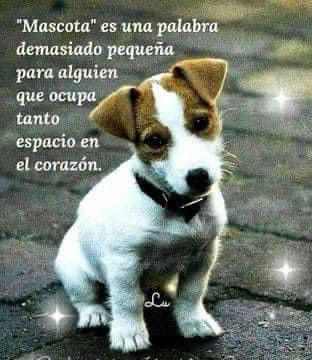 "Mascota" es una palabra
demasiado pequeña
para alguien
que ocupa
tanto
espacio en
el corazón.
Lu